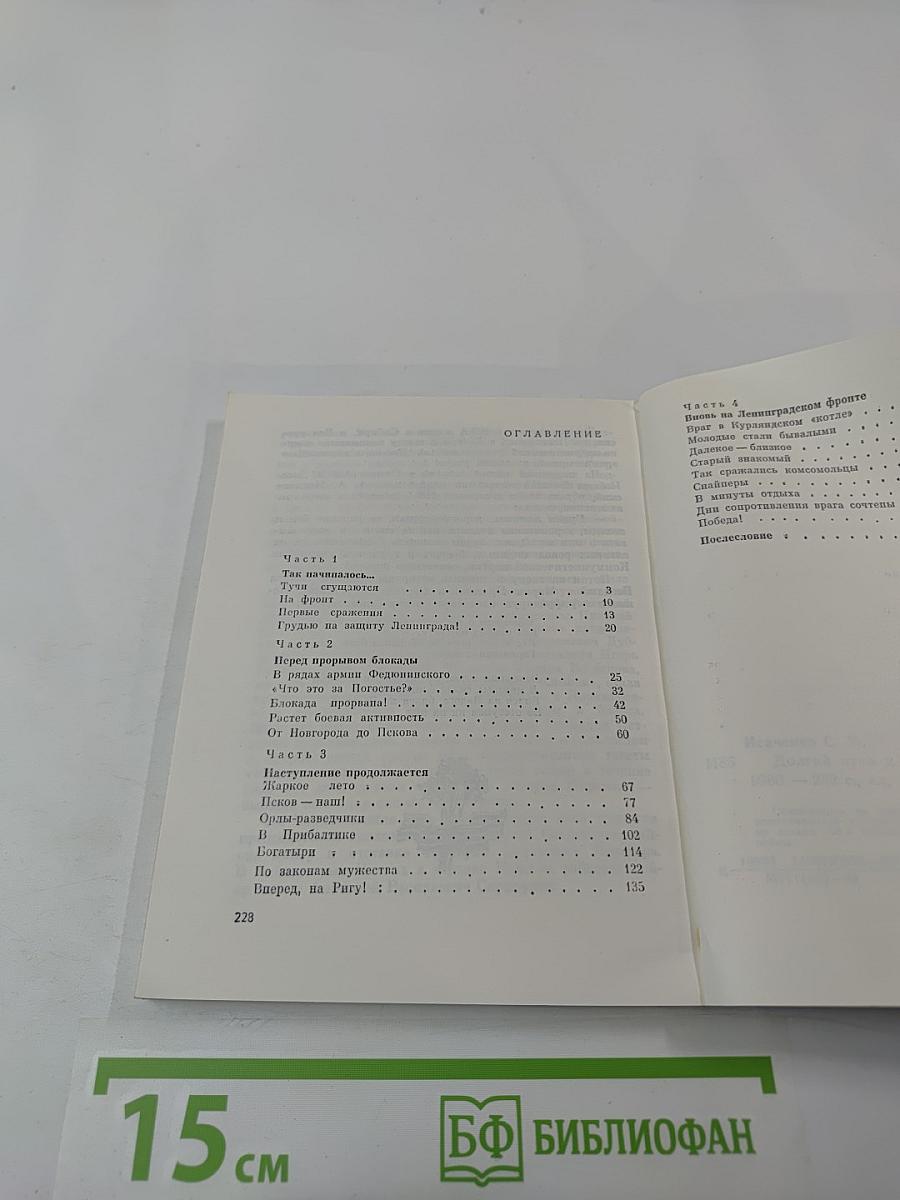 ОГЛАВЛЕНИЕ
Часть 1
Так начиналось...
Тучи сгущаются . . . . . . . . . . . . . . 3
На фронт . . . . . . . . . . . . . . . . . 10
Первые сражения . . . . . . . . . . . . . . 13
Грудью на защиту Ленинграда! . . . . . . . . . 20
Часть 2
Перед прорывом блокады
В рядах армии Федюнинского . . . . . . . . . . 25
«Что это за Погостье?» . . . . . . . . . . . . 32
Блокада прорвана! . . . . . . . . . . . . . . 42
Растет боевая активность . . . . . . . . . . . 50
От Новгорода до Пскова . . . . . . . . . . . . 60
Часть 3
Наступление продолжается
Жаркое лето . . . . . . . . . . . . . . . . 67
Псков — наш! . . . . . . . . . . . . . . . . 77
Орлы-разведчики . . . . . . . . . . . . . . 84
В Прибалтике . . . . . . . . . . . . . . . 102
Богатыри . . . . . . . . . . . . . . . . . 114
По законам мужества . . . . . . . . . . . . 122
Вперед, на Ригу! . . . . . . . . . . . . . . 135
228
Часть 4
Вновь на Ленинградском фронте
Враг в Курляндском «котле» . . .
Молодые стали бывалыми . . . .
Далекое — близкое . . . . . .
Старый знакомый . . . . . .
Так сражались комсомольцы . . .
Снайперы . . . . . . . .
В минуты отдыха . . . . . .
Дни сопротивления врага сочтены
Победа! . . . . . . . . .
Послесловие . . . . . . . .
15 см
БФ БИБЛИОФАН